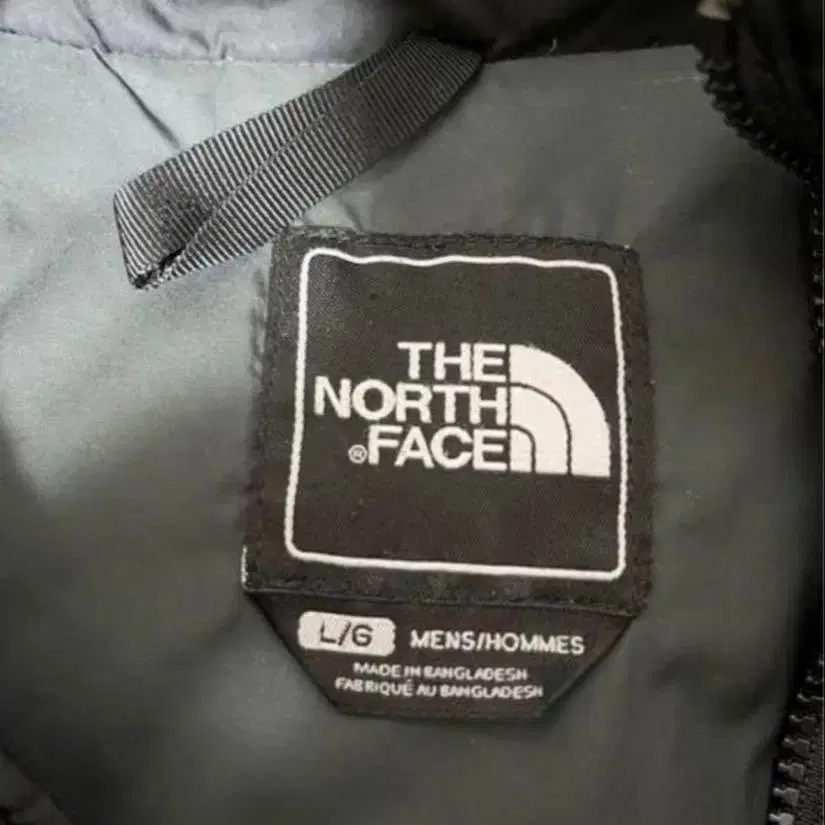 THE
NORTH
®FACE
L/G MENS/HOMMES
MADE IN BANGLADESH
FABRIQUÉ AU BANGLADESH